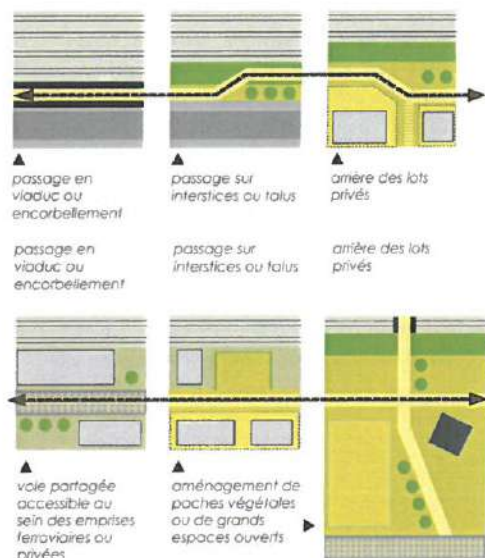 passage en
viaduc ou
encorbellement
passage sur
interstices ou talus
arrière des lots
privés
passage en
viaduc ou
encorbellement
passage sur
interstices ou talus
arrière des lots
privés
voie partagée
accessible au
sein des emprises
ferroviaires ou
privées
aménagement de
poches végétales
ou de grands
espaces ouverts